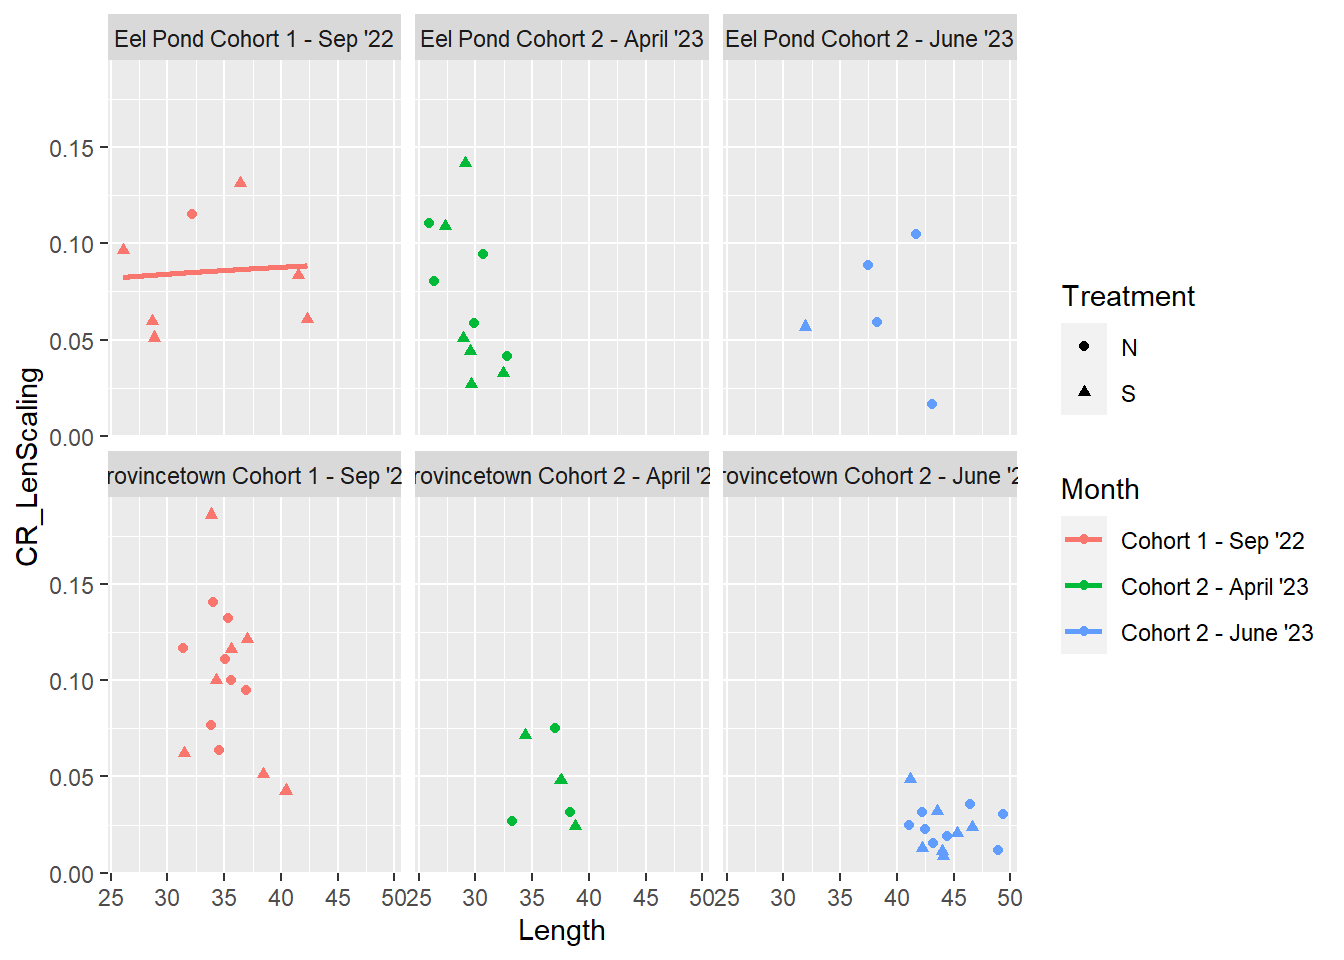 Eel Pond Cohort 1 - Sep '22
Eel Pond Cohort 2 - April '23
Eel Pond Cohort 2 - June '23
0.15
0.10
0.05
0.00
rovincetown Cohort 1 - Sep '2
rovincetown Cohort 2 - April '2
rovincetown Cohort 2 - June '2
0.15
0.10
0.05
0.00
25 30 35 40 45 50
25 30 35 40 45 50
25 30 35 40 45 50
Length
CR_LenScaling
Treatment
N
S
Month
Cohort 1 - Sep '22
Cohort 2 - April '23
Cohort 2 - June '23